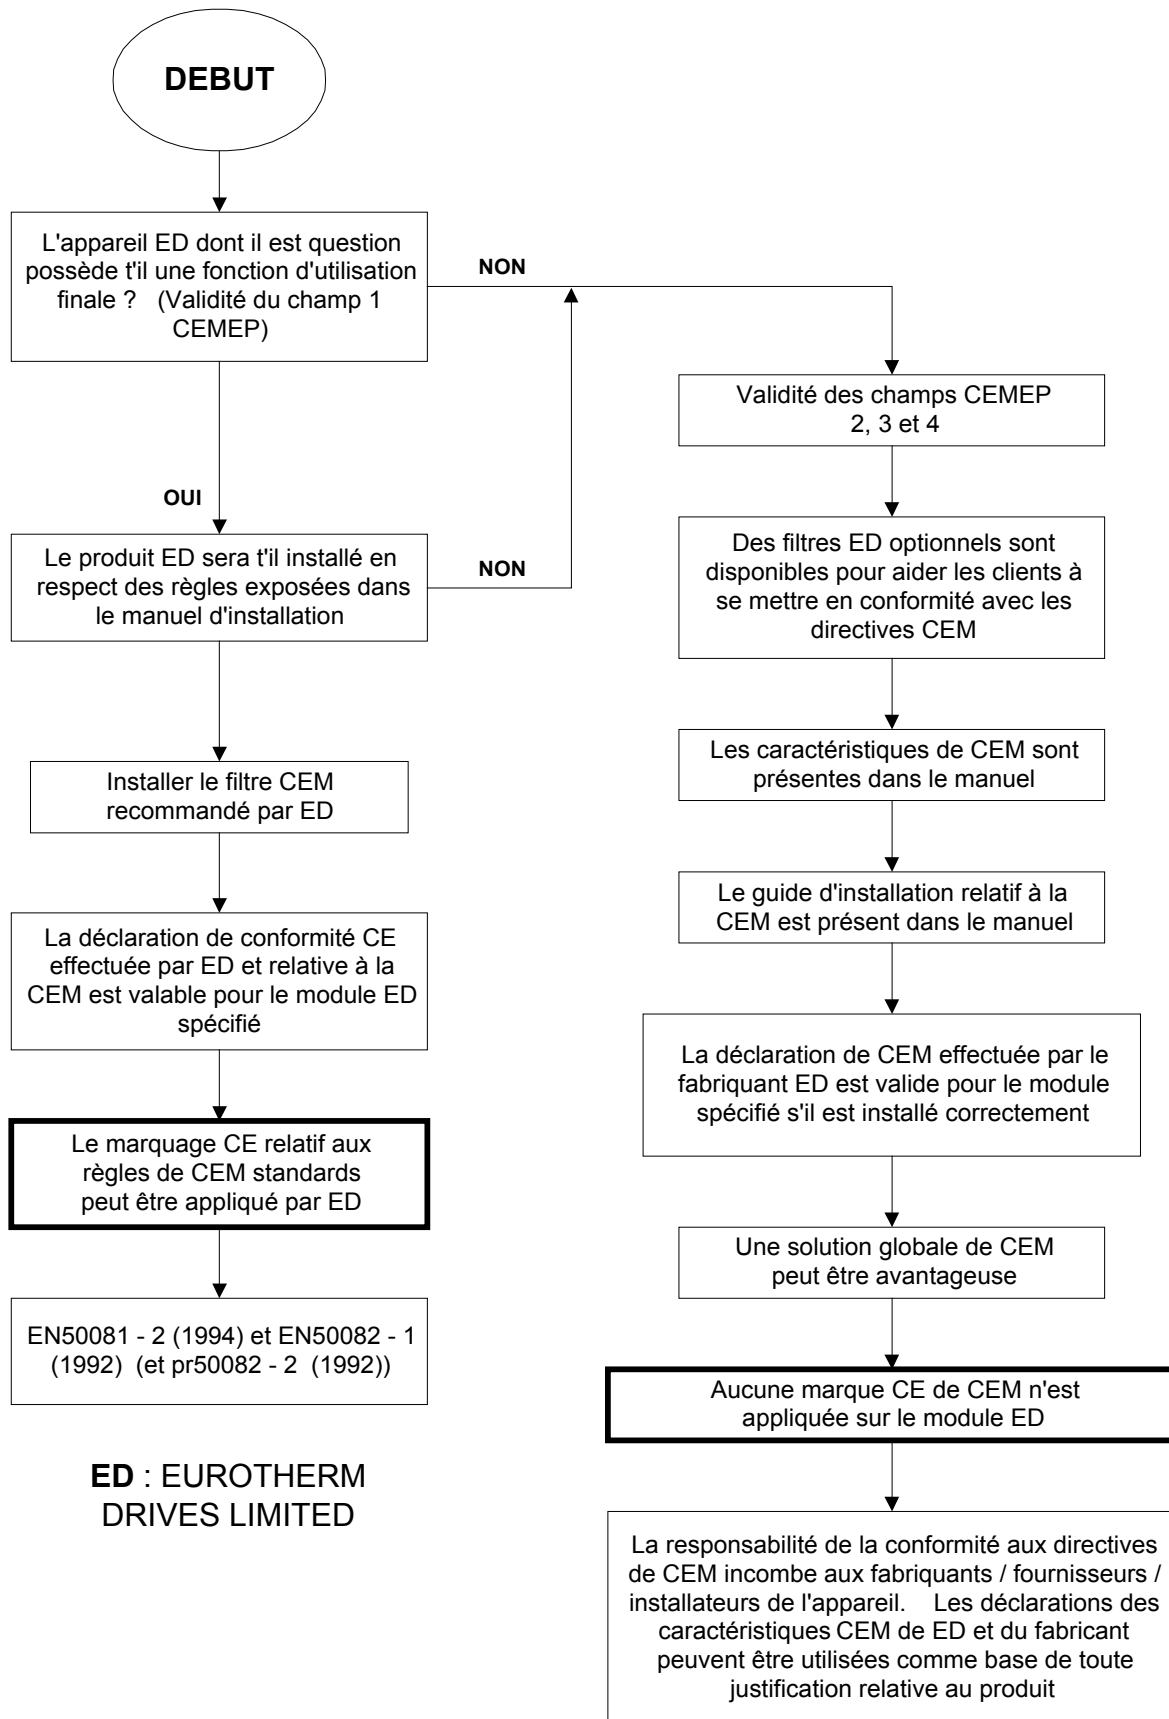 DEBUT
L'appareil ED dont il est question
possède t'il une fonction d'utilisation
finale ? (Validité du champ 1
CEMEP)
NON
OUI
Le produit ED sera t'il installé en
respect des règles exposées dans
le manuel d'installation
NON
Installer le filtre CEM
recommandé par ED
La déclaration de conformité CE
effectuée par ED et relative à la
CEM est valable pour le module ED
spécifié
Le marquage CE relatif aux
règles de CEM standards
peut être appliqué par ED
EN50081 - 2 (1994) et EN50082 - 1
(1992) (et pr50082 - 2 (1992))
ED : EUROTHERM
DRIVES LIMITED
Validité des champs CEMEP
2, 3 et 4
Des filtres ED optionnels sont
disponibles pour aider les clients à
se mettre en conformité avec les
directives CEM
Les caractéristiques de CEM sont
présentes dans le manuel
Le guide d'installation relatif à la
CEM est présent dans le manuel
La déclaration de CEM effectuée par le
fabriquant ED est valide pour le module
spécifié s'il est installé correctement
Une solution globale de CEM
peut être avantageuse
Aucune marque CE de CEM n'est
appliquée sur le module ED
La responsabilité de la conformité aux directives
de CEM incombe aux fabriquants / fournisseurs /
installateurs de l'appareil. Les déclarations des
caractéristiques CEM de ED et du fabricant
peuvent être utilisées comme base de toute
justification relative au produit